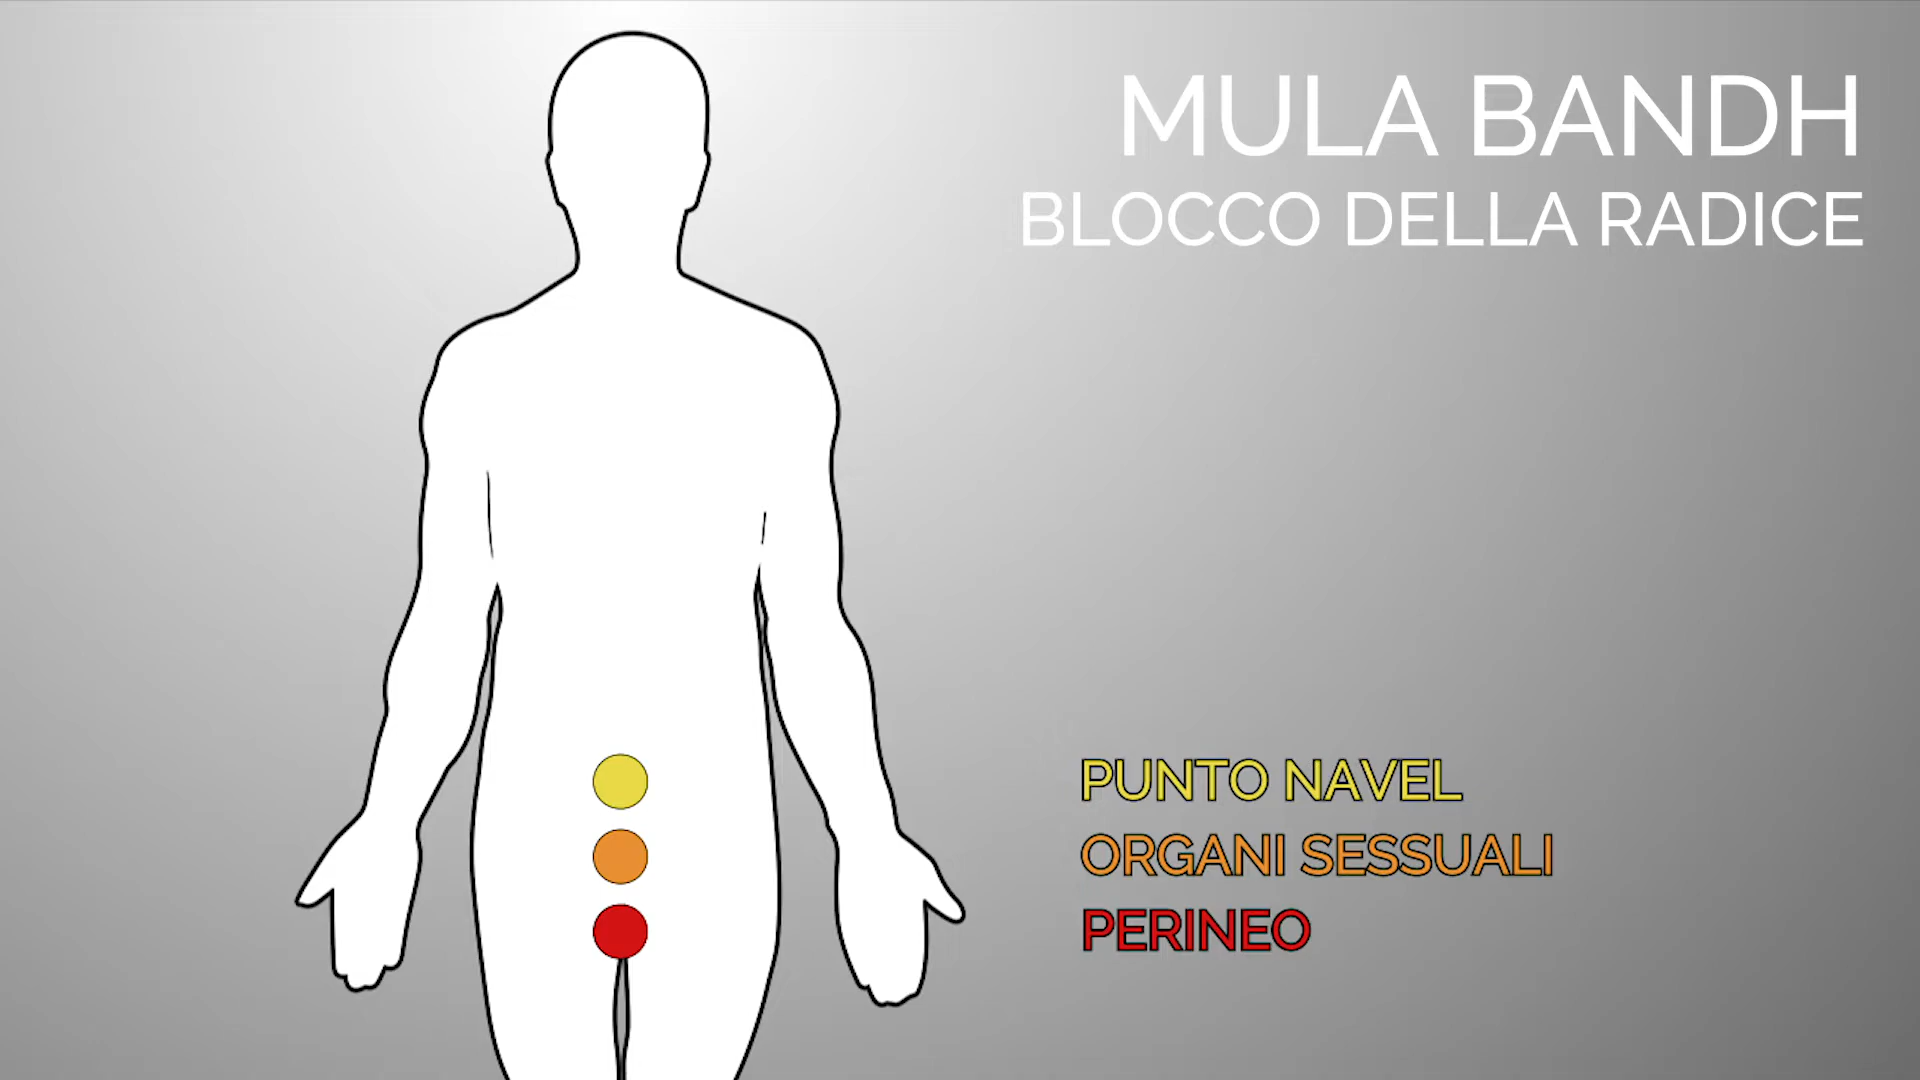 MULA BANDH
BLOCCO DELLA RADICE
PUNTO NAVEL
ORGANI SESSUALI
PERINEO